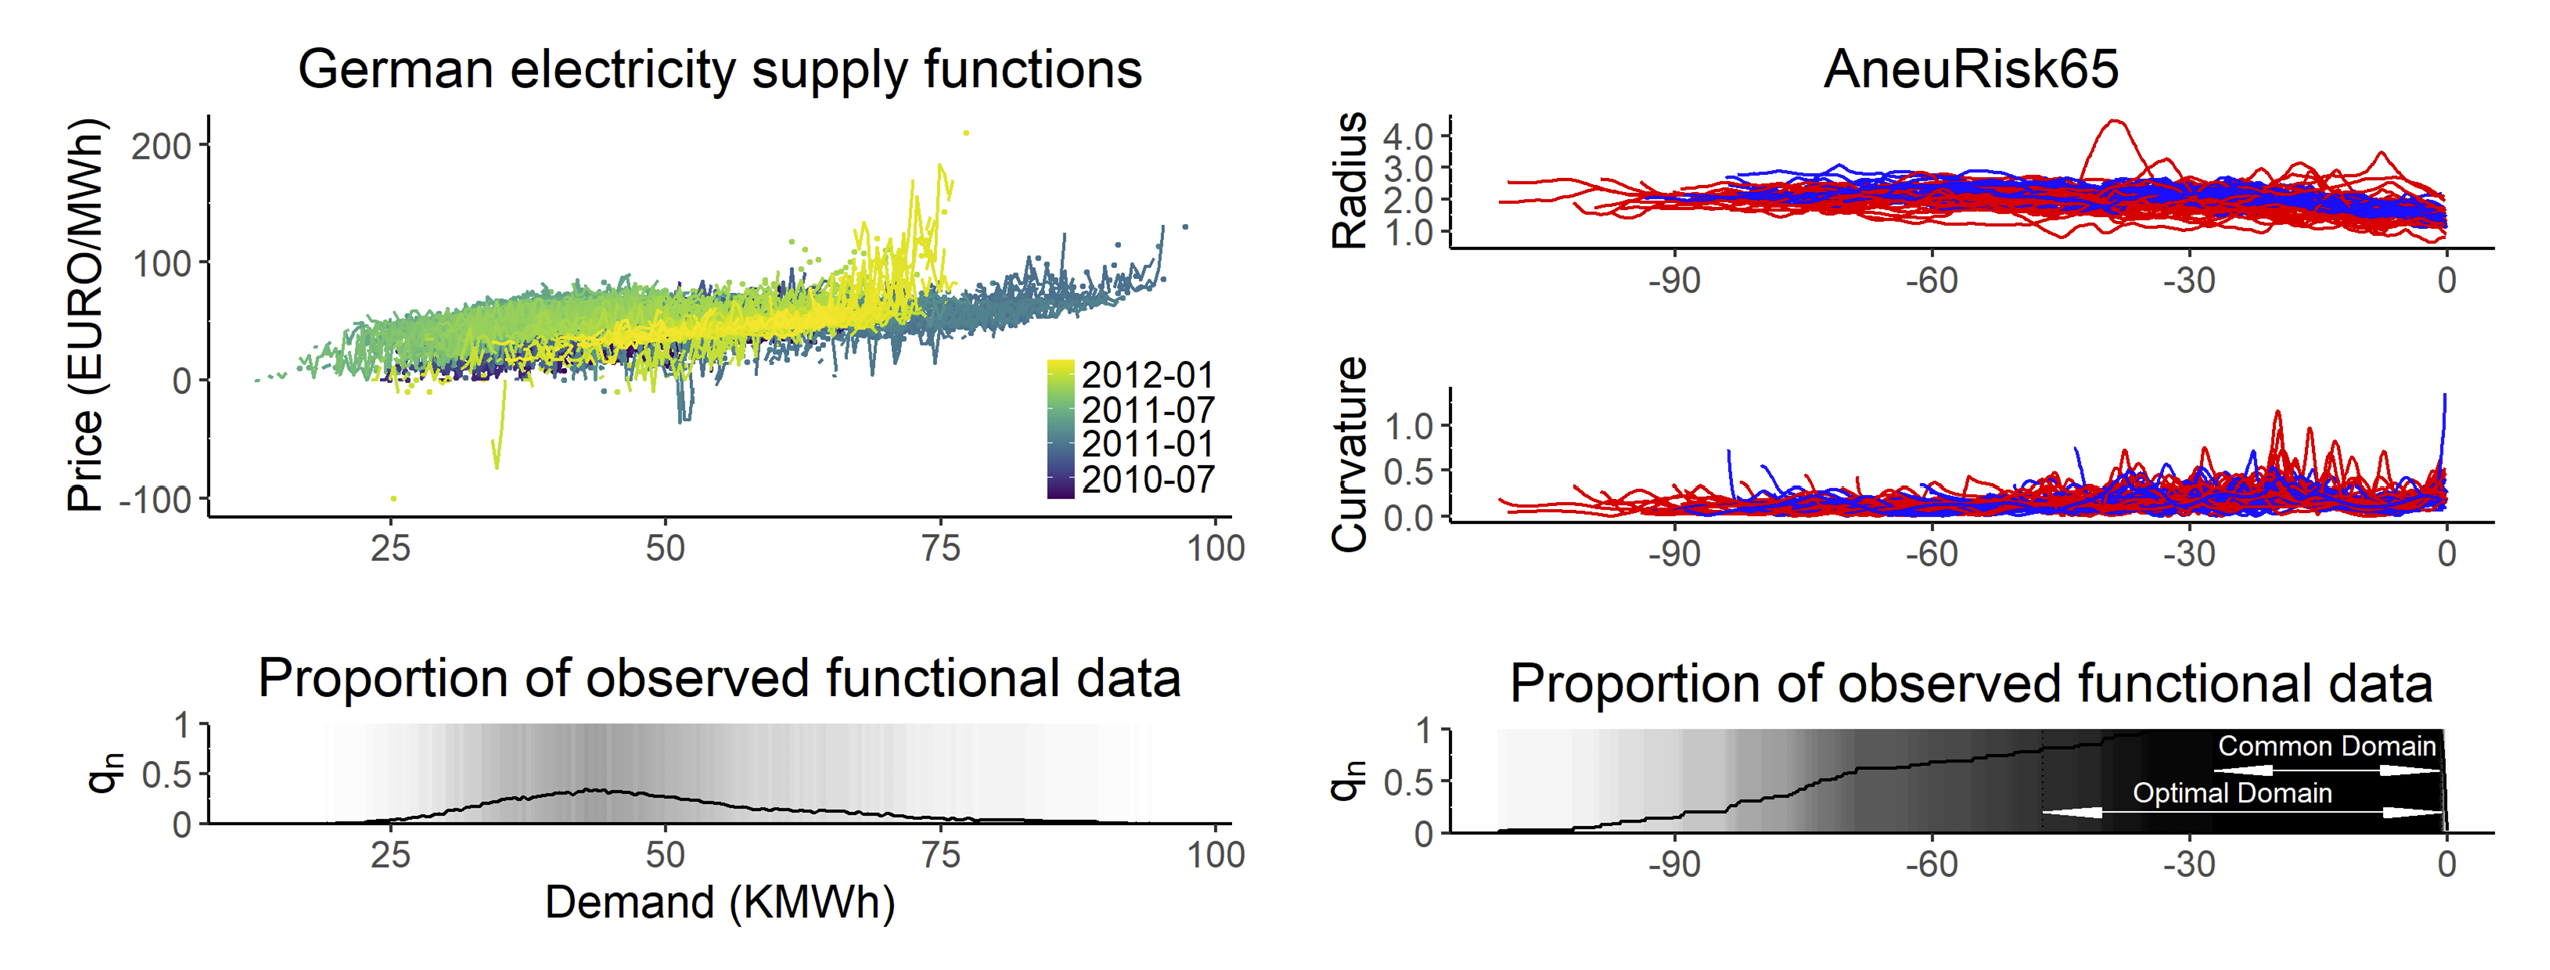 German electricity supply functions
Price (EURO/MWh)
200
100
0
-100
2012-01
2011-07
2011-01
2010-07
25 50 75 100
Proportion of observed functional data
qn
1
0.5
0
25 50 75 100
Demand (KMWh)
AneuRisk65
Radius
4.0
3.0
2.0
1.0
-90 -60 -30 0
Curvature
1.0
0.5
0.0
-90 -60 -30 0
Proportion of observed functional data
qn
1
0.5
0
Common Domain
Optimal Domain
-90 -60 -30 0